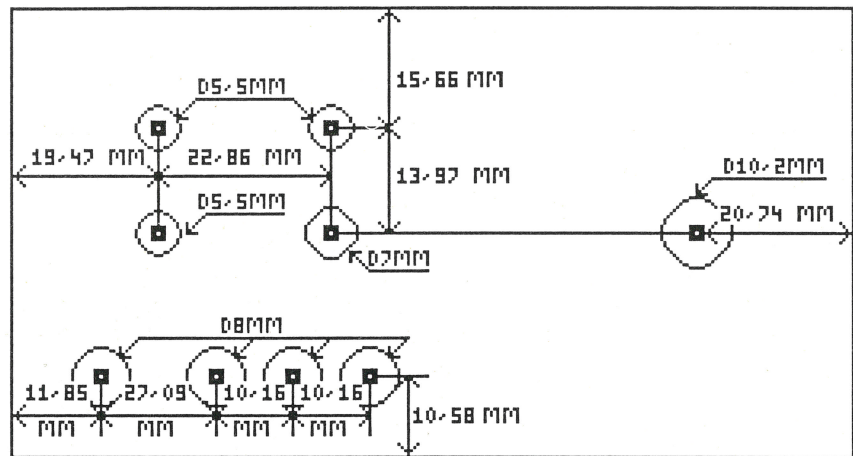 15/66 MM
D5/5MM
19/47 MM 22/86 MM
13/97 MM
D10/2MM
D5/5MM
20/74 MM
D7MM
D8MM
11/85 27/09 10/16 10/16
MM MM MM MM
10/58 MM